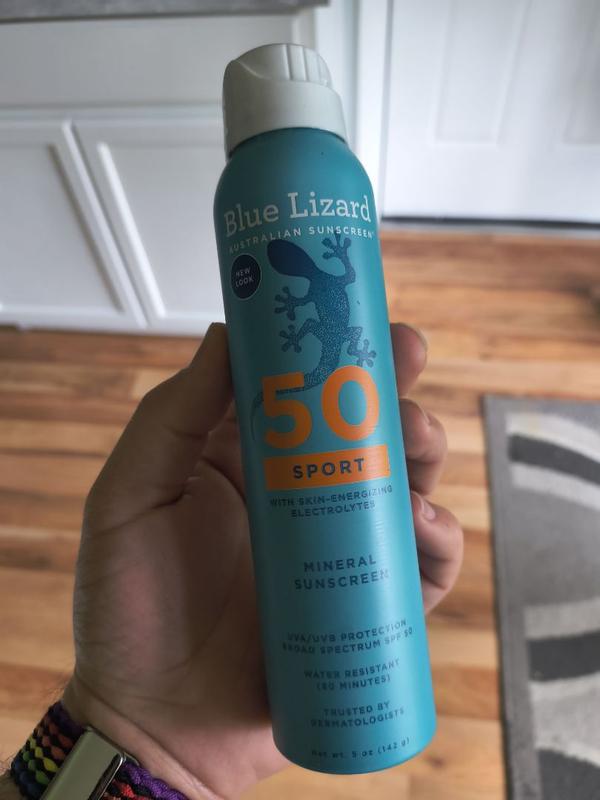 Blue Lizard
AUSTRALIAN SUNSCREEN®
NEW
LOOK
50
SPORT
WITH SKIN-ENERGIZING
ELECTROLYTES
MINERAL
SUNSCREEN
UVA/UVB PROTECTION
BROAD SPECTRUM SPF 50
WATER RESISTANT
(80 MINUTES)
TRUSTED BY
DERMATOLOGISTS
net wt. 5 oz (142 g)